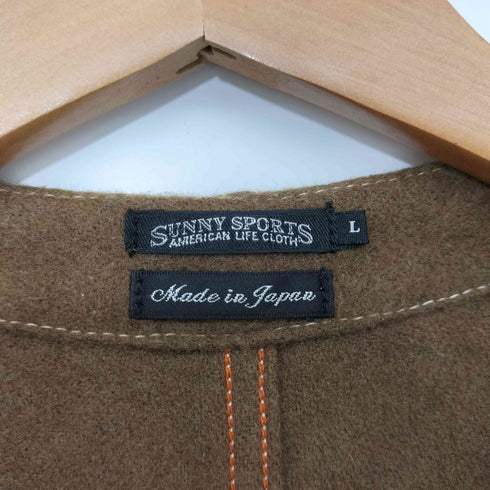 SUNNY SPORTS
AMERICAN LIFE CLOTH
L
Made in Japan